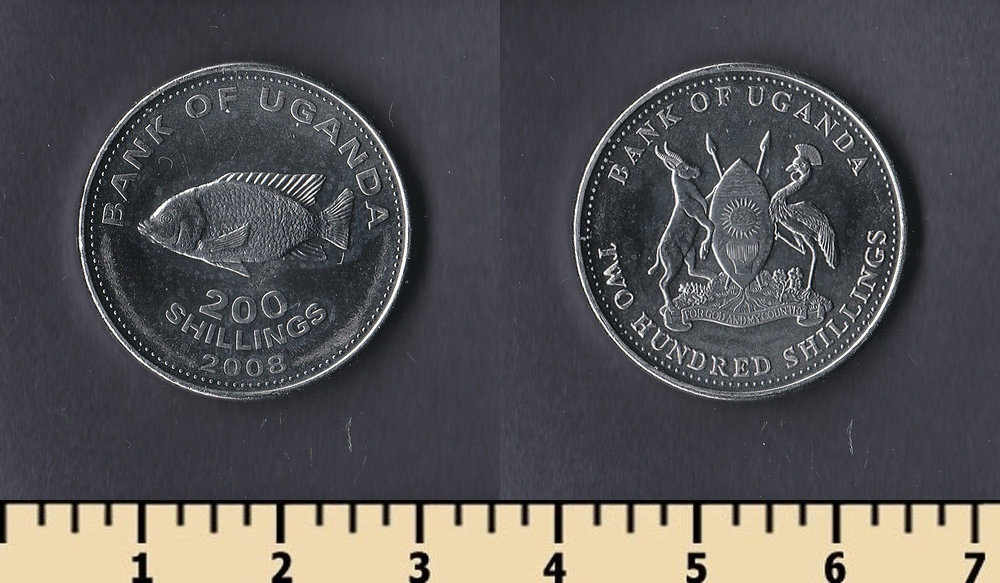 BANK OF UGANDA
200
SHILLINGS
2008
BANK OF UGANDA
FOR GOD AND MY COUNTRY
TWO HUNDRED SHILLINGS
1 2 3 4 5 6 7